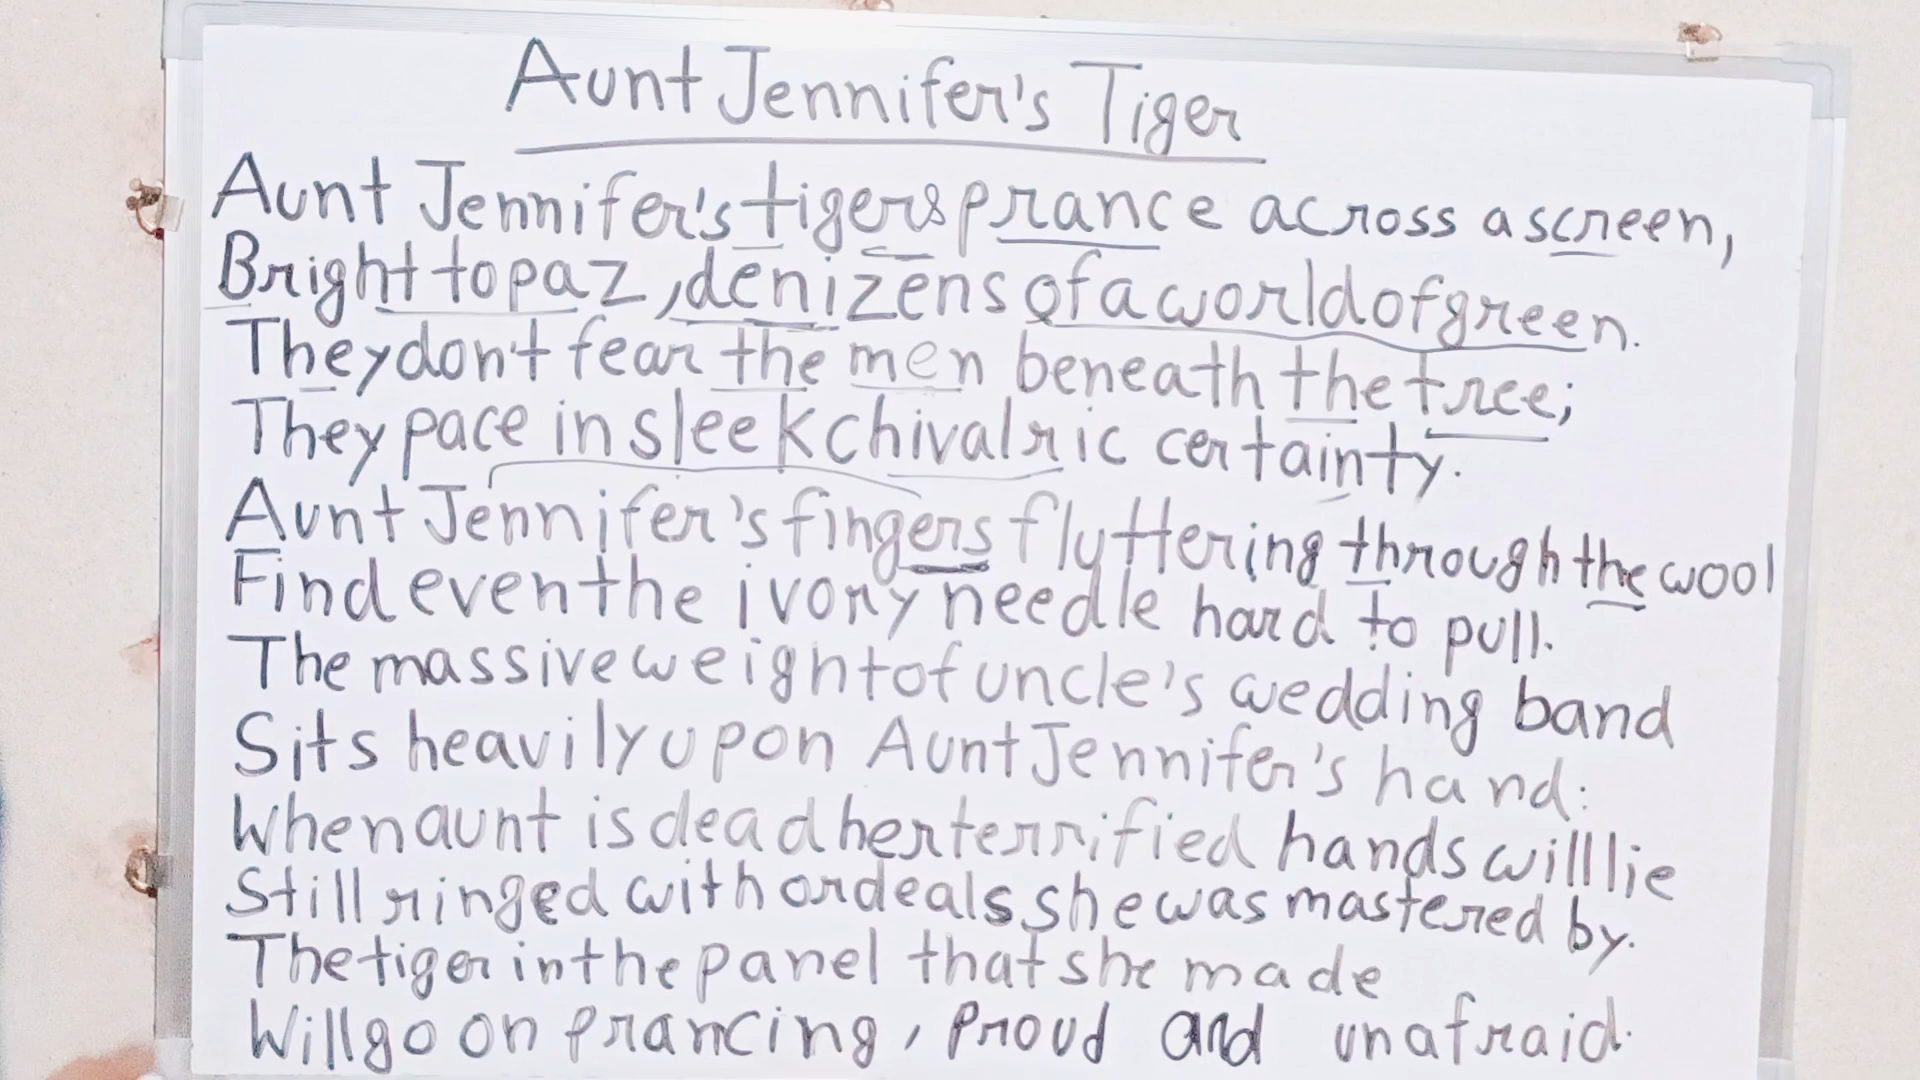 Aunt Jennifer's Tiger
Aunt Jennifer's tigers prance across a screen,
Bright topaz, denizens of a world of green.
They don't fear the men beneath the tree;
They pace in sleek chivalric certainty.
Aunt Jennifer's fingers fluttering through the wool
Find even the ivory needle hard to pull.
The massive weight of uncle's wedding band
Sits heavily upon Aunt Jennifer's hand:
When aunt is dead her terrified hands will lie
Still ringed with ordeals she was mastered by.
The tiger in the panel that she made
Will go on prancing, proud and unafraid.